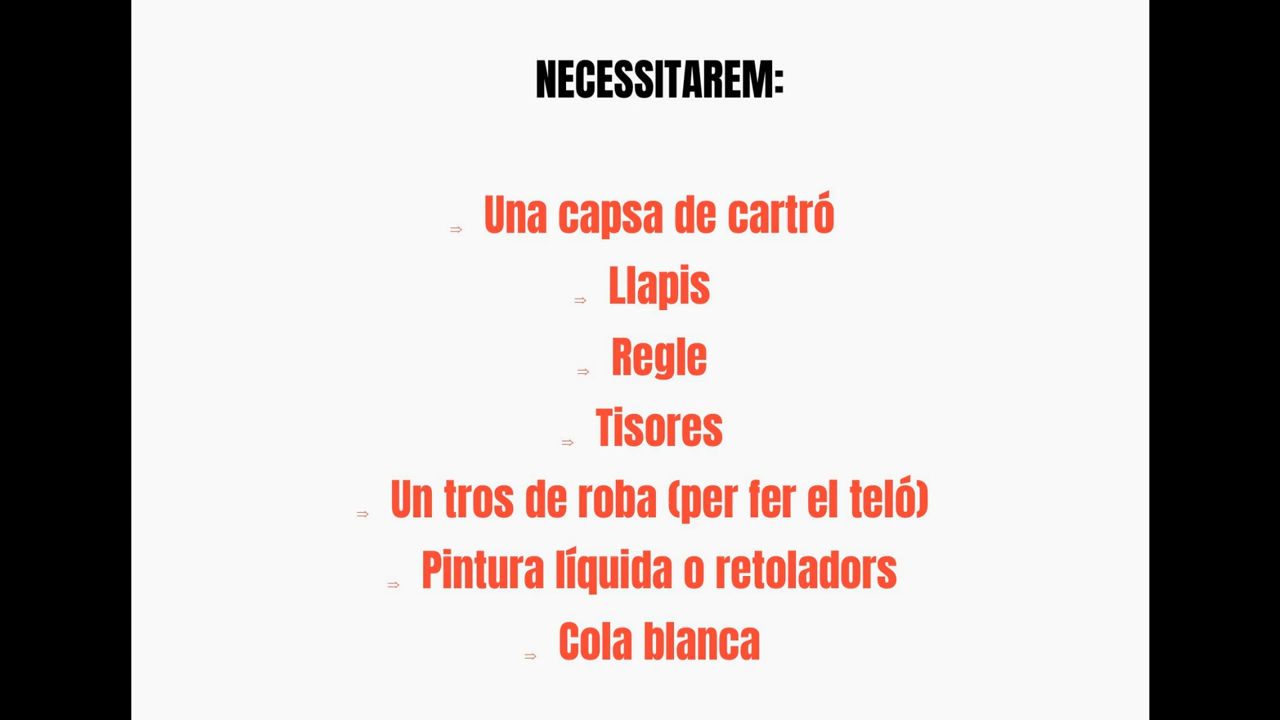 NECESSITAREM:
⇒ Una capsa de cartró
⇒ Llapis
⇒ Regle
⇒ Tisores
⇒ Un tros de roba (per fer el teló)
⇒ Pintura líquida o retoladors
⇒ Cola blanca